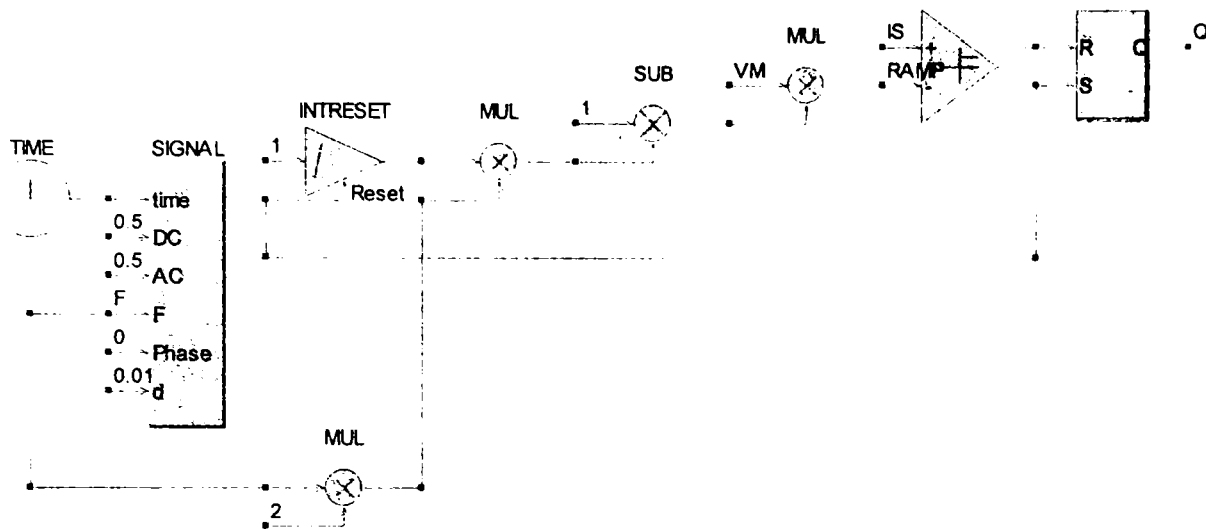 IS
MUL
R Q Q
SUB
VM
RAMP
S
INTRESET
MUL
1
TIME
SIGNAL
1
Reset
time
0.5
DC
0.5
AC
F
F
0
Phase
0.01
d
MUL
2